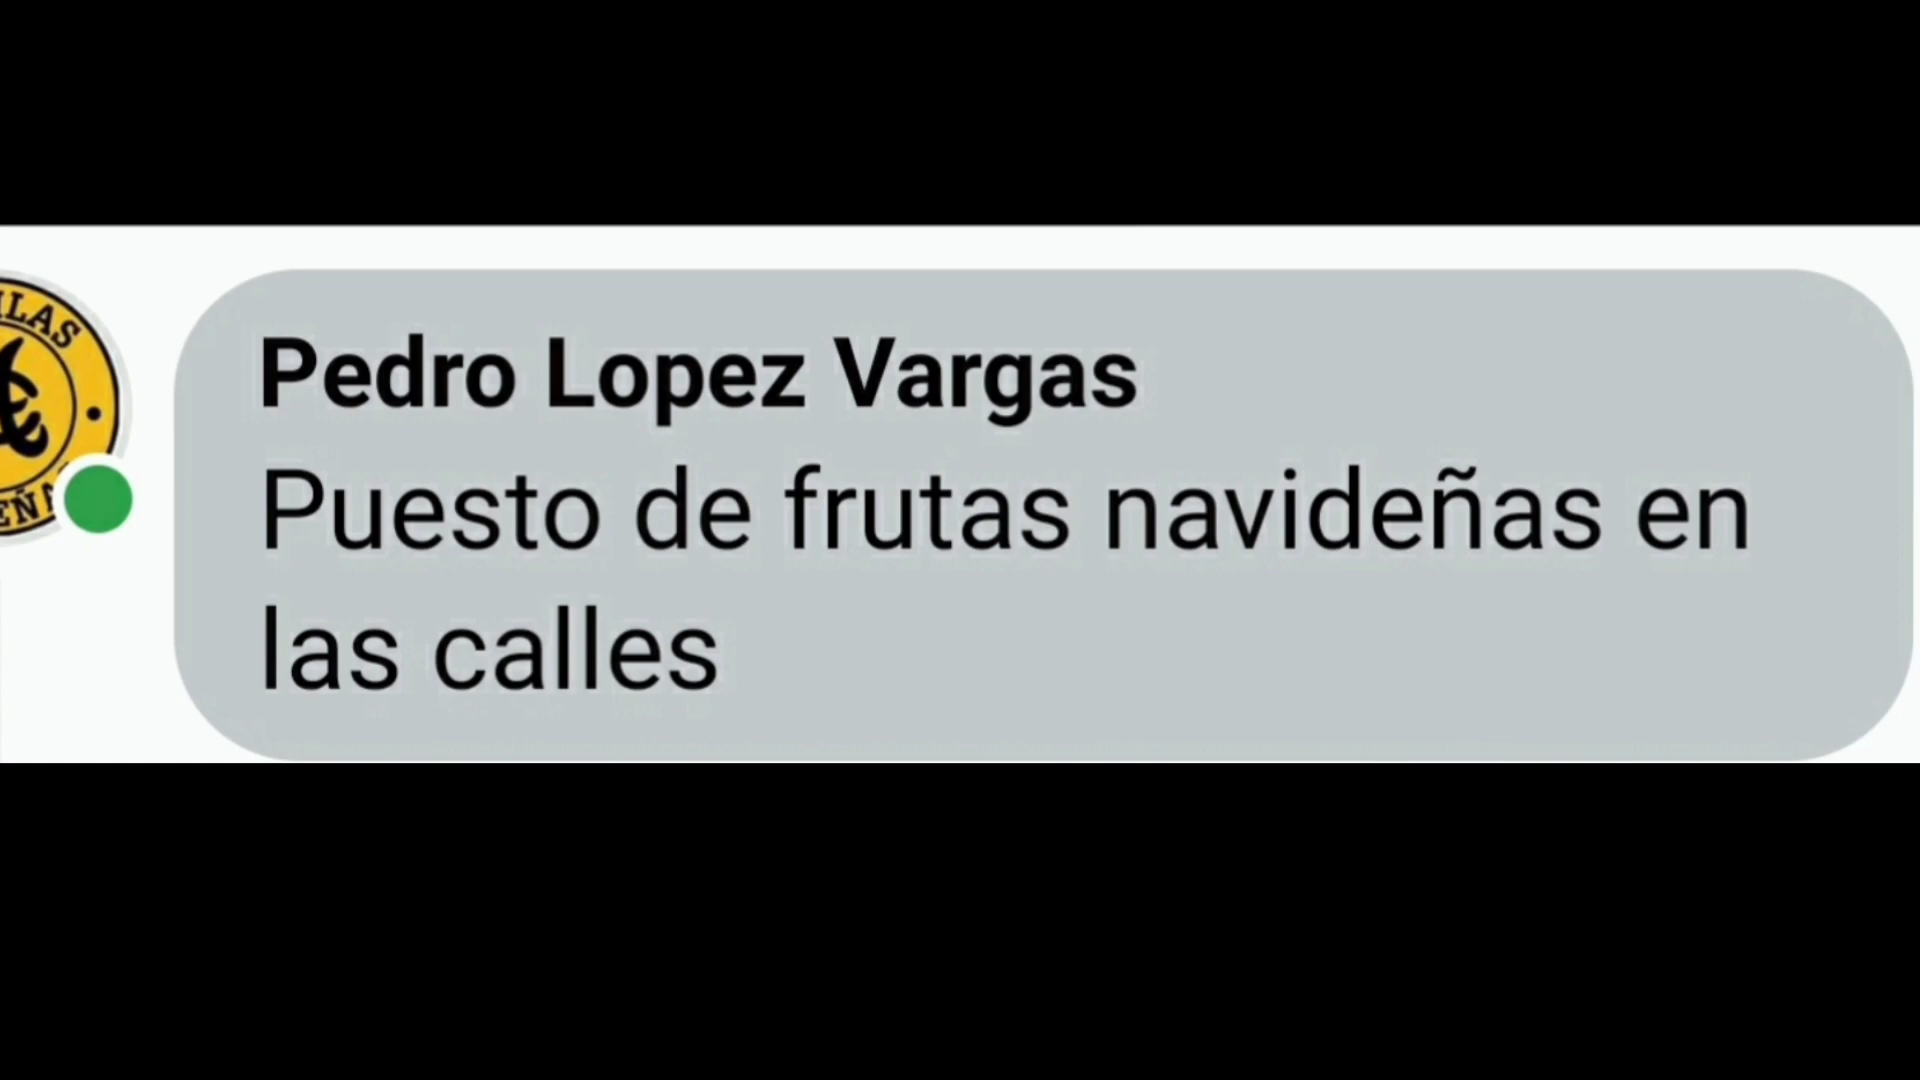 Pedro Lopez Vargas
Puesto de frutas navideñas en
las calles